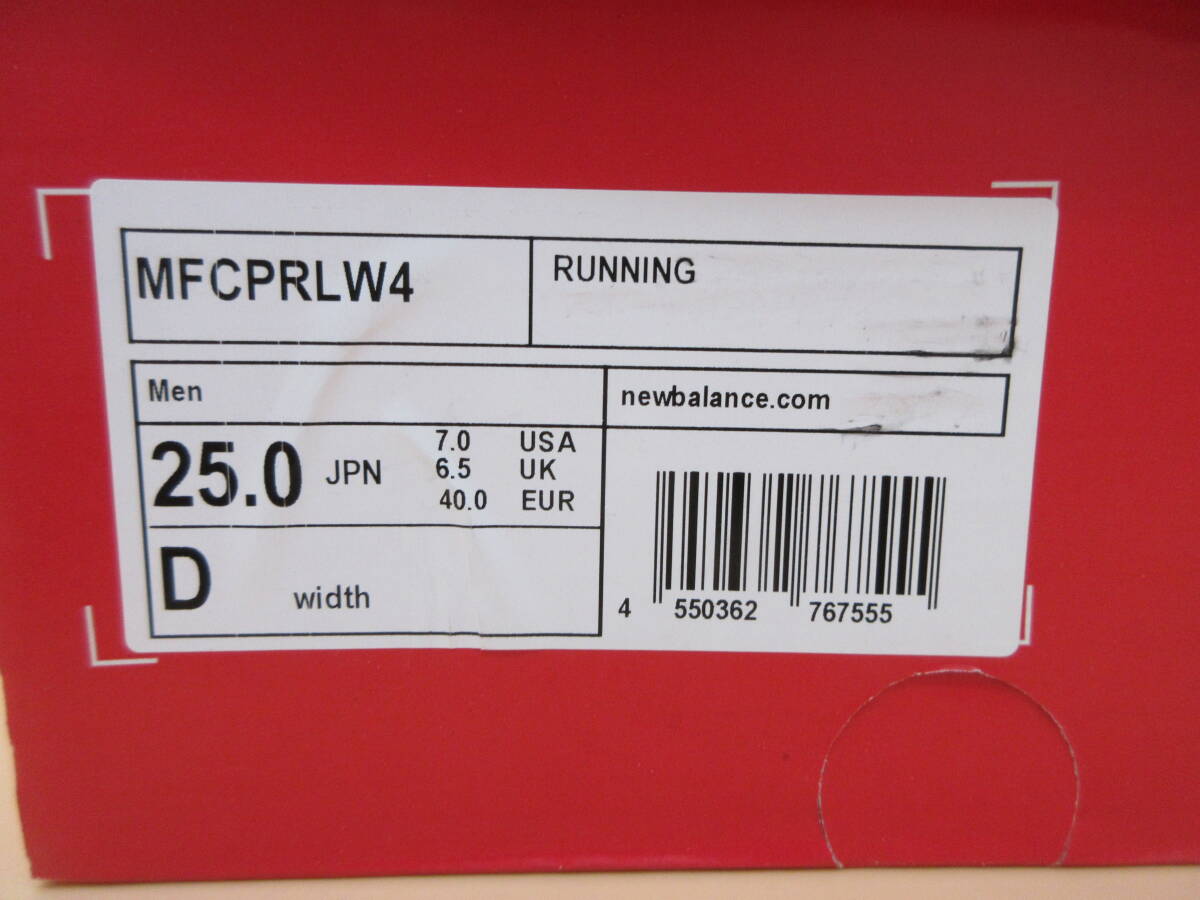 MFCPRLW4
RUNNING
Men
newbalance.com
25.0 JPN
7.0 USA
6.5 UK
40.0 EUR
D width
4 550362 767555